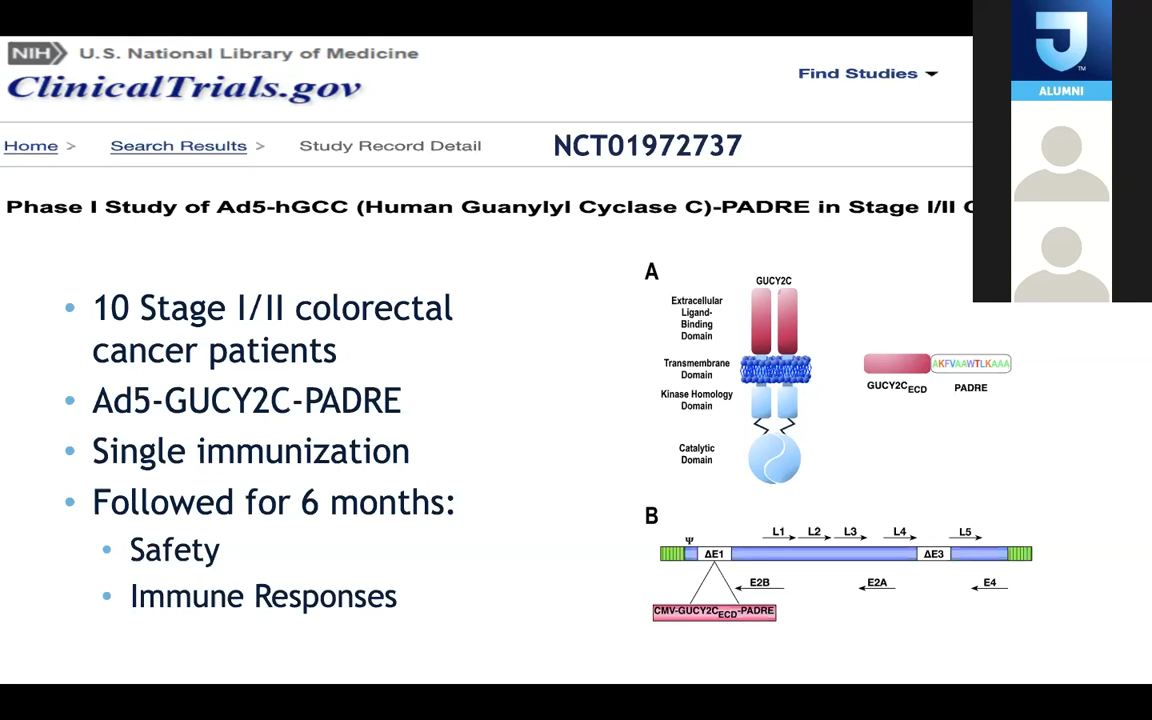 NIH U.S. National Library of Medicine
ClinicalTrials.gov
Find Studies
ALUMNI
TM
Home > Search Results > Study Record Detail NCT01972737
Phase I Study of Ad5-hGCC (Human Guanylyl Cyclase C)-PADRE in Stage I/II C
• 10 Stage I/II colorectal
cancer patients
• Ad5-GUCY2C-PADRE
• Single immunization
• Followed for 6 months:
• Safety
• Immune Responses
A
GUCY2C
Extracellular
Ligand-
Binding
Domain
Transmembrane
Domain
Kinase Homology
Domain
Catalytic
Domain
AKFVAAWTLKAAA
GUCY2CECD PADRE
B
L1 L2 L3 L4 L5
Ψ
ΔE1 ΔE3
E2B E2A E4
CMV-GUCY2CECD-PADRE